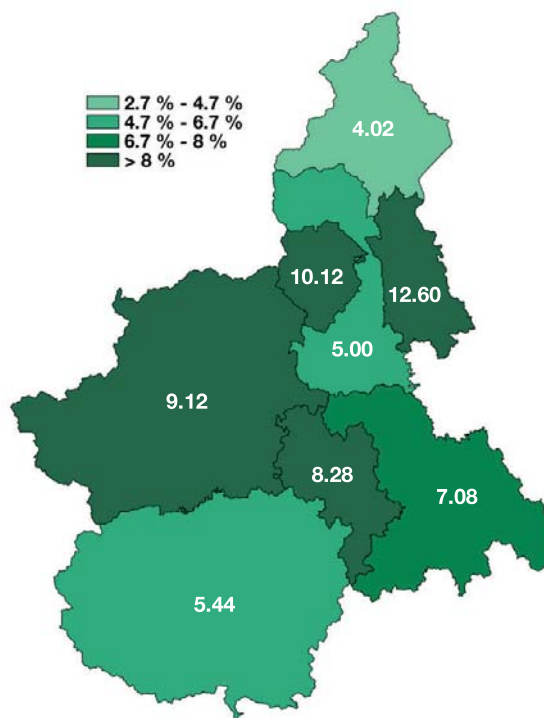 2.7 % - 4.7 %
4.7 % - 6.7 %
6.7 % - 8 %
> 8 %
4.02
10.12
12.60
5.00
9.12
8.28
7.08
5.44